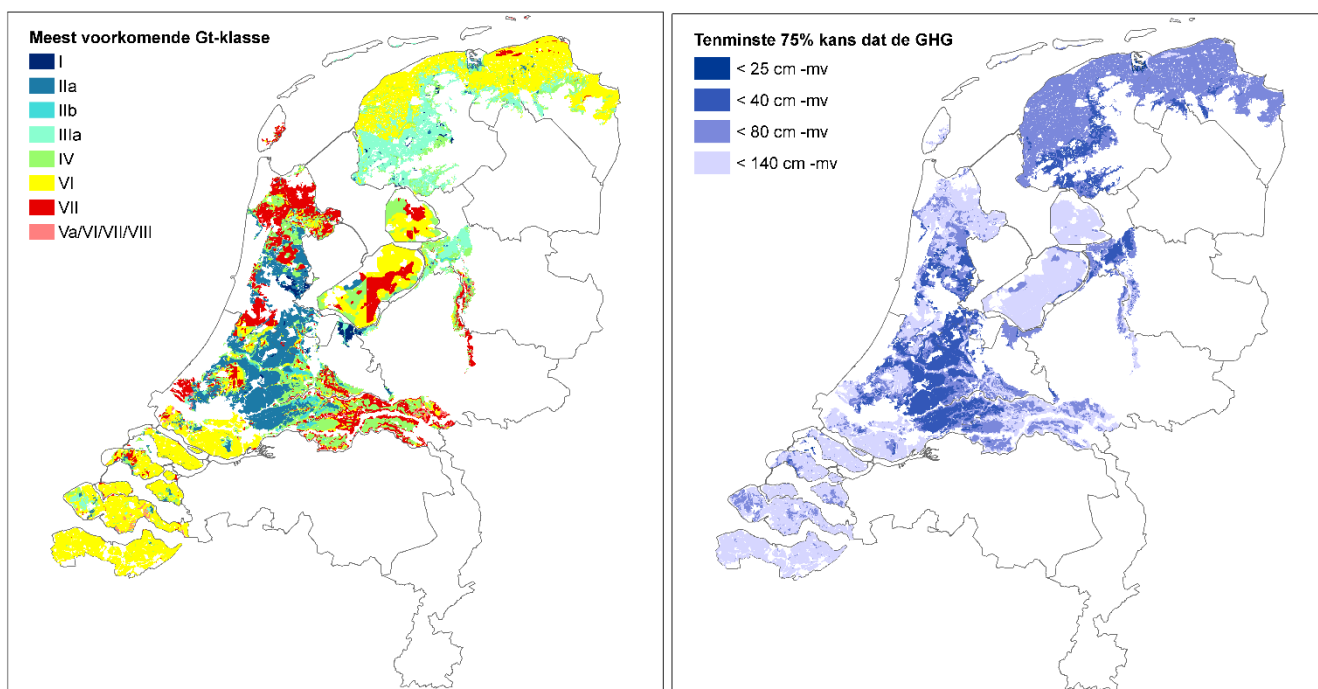 Meest voorkomende Gt-klasse
I
IIa
IIb
IIIa
IV
VI
VII
Va/VI/VII/VIII
Tenminste 75% kans dat de GHG
< 25 cm -mv
< 40 cm -mv
< 80 cm -mv
< 140 cm -mv